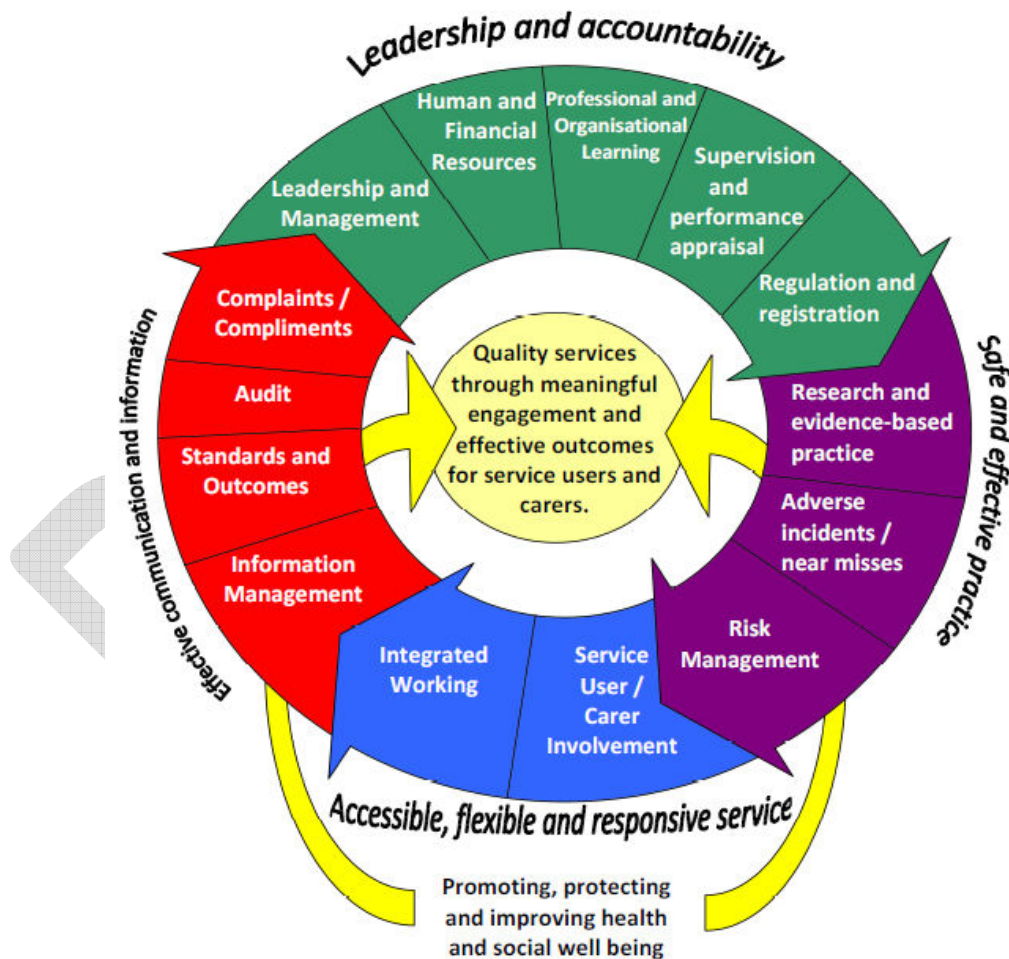 Leadership and accountability
Human and
Financial
Resources
Professional and
Organisational
Learning
Supervision
and
performance
appraisal
Leadership and
Management
Regulation and
registration
Complaints /
Compliments
Audit
Standards and
Outcomes
Information
Management
Effective communication and information
Quality services
through meaningful
engagement and
effective outcomes
for service users and
carers.
Research and
evidence-based
practice
Adverse
incidents /
near misses
Risk
Management
Safe and effective practice
Integrated
Working
Service
User /
Carer
Involvement
Accessible, flexible and responsive service
Promoting, protecting
and improving health
and social well being